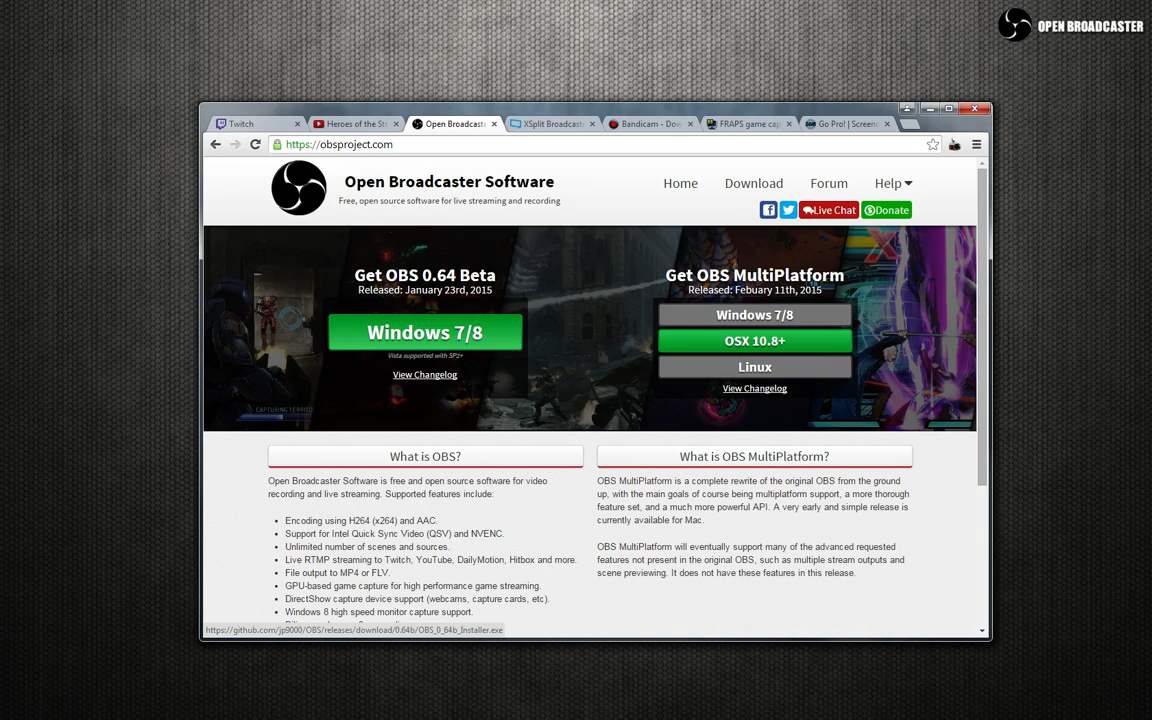 OPEN BROADCASTER
Twitch
Heroes of the St
Open Broadcaste
XSplit Broadcast
Bandicam - Dow
FRAPS game cap
Go Pro! | Screenc
https://obsproject.com
Open Broadcaster Software
Free, open source software for live streaming and recording
Home
Download
Forum
Help
Live Chat
Donate
Get OBS 0.64 Beta
Released: January 23rd, 2015
Windows 7/8
Vista supported with SP2+
View Changelog
Get OBS MultiPlatform
Released: Febuary 11th, 2015
Windows 7/8
OSX 10.8+
Linux
View Changelog
CAPTURING TERRITO
What is OBS?
Open Broadcaster Software is free and open source software for video
recording and live streaming. Supported features include:
Encoding using H264 (x264) and AAC.
Support for Intel Quick Sync Video (QSV) and NVENC.
Unlimited number of scenes and sources.
Live RTMP streaming to Twitch, YouTube, DailyMotion, Hitbox and more.
File output to MP4 or FLV.
GPU-based game capture for high performance game streaming.
DirectShow capture device support (webcams, capture cards, etc).
Windows 8 high speed monitor capture support.
What is OBS MultiPlatform?
OBS MultiPlatform is a complete rewrite of the original OBS from the ground
up, with the main goals of course being multiplatform support, a more thorough
feature set, and a much more powerful API. A very early and simple release is
currently available for Mac.
OBS MultiPlatform will eventually support many of the advanced requested
features not present in the original OBS, such as multiple stream outputs and
scene previewing. It does not have these features in this release.
https://github.com/jp9000/OBS/releases/download/0.64b/OBS_0_64b_Installer.exe